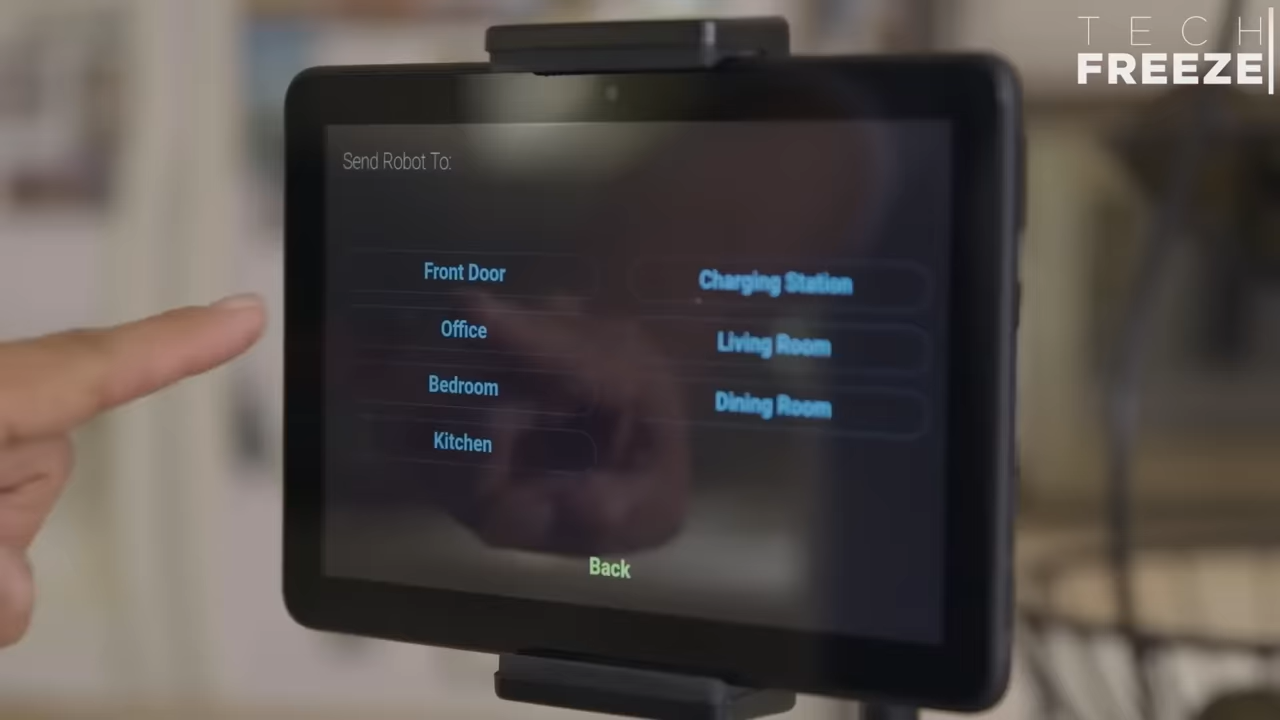 TECH
FREEZE
Send Robot To:
Front Door
Office
Bedroom
Kitchen
Charging Station
Living Room
Dining Room
Back